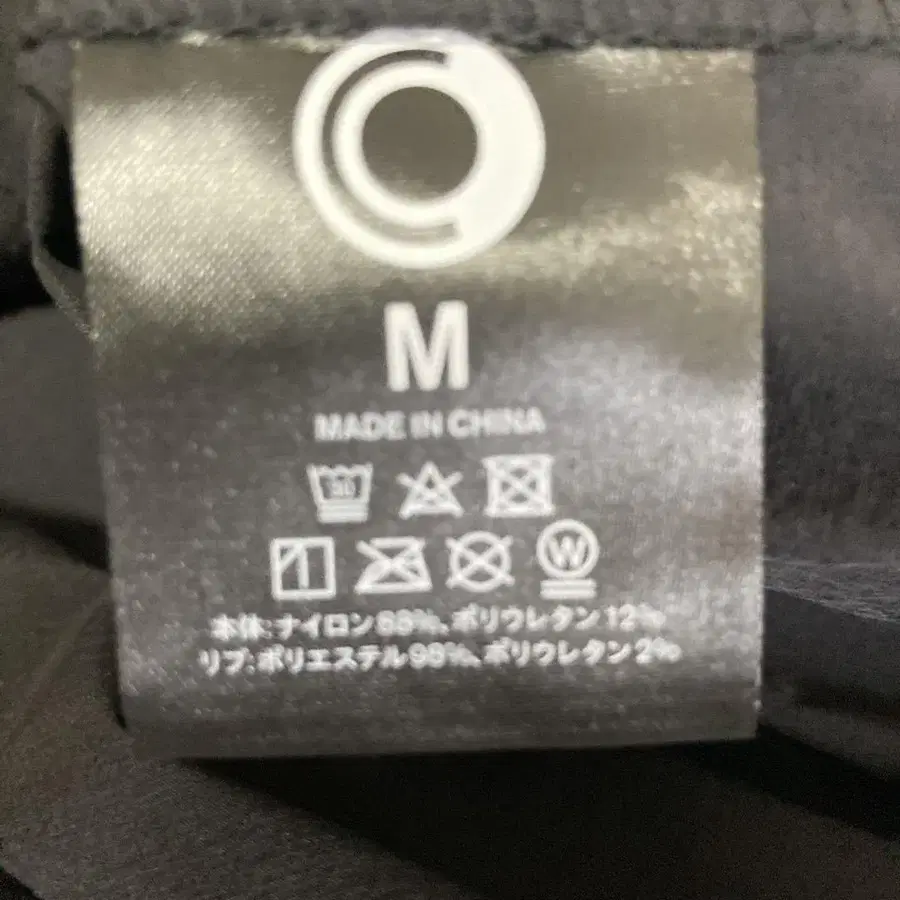 M
MADE IN CHINA
30
W
本体:ナイロン88%、ポリウレタン12%
リブ:ポリエステル98%、ポリウレタン2%